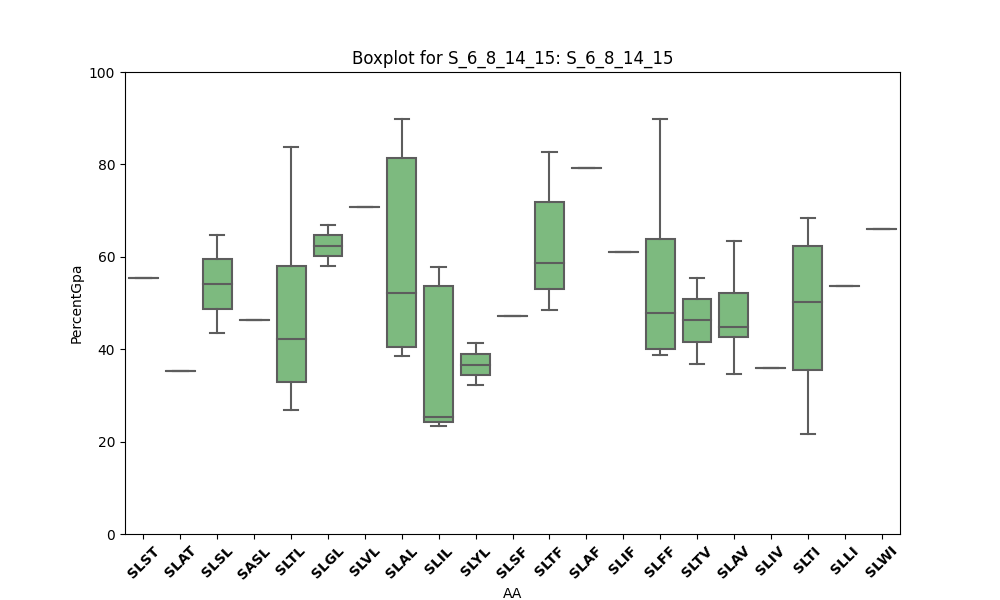 Boxplot for S_6_8_14_15: S_6_8_14_15
100
80
60
40
20
0
PercentGpa
SLST SLAT SLSL SASL SLTL SLGL SLVL SLAL SLIL SLYL SLSF SLTF SLAF SLIF SLFF SLTV SLAV SLIV SLTI SLLI SLWI
AA